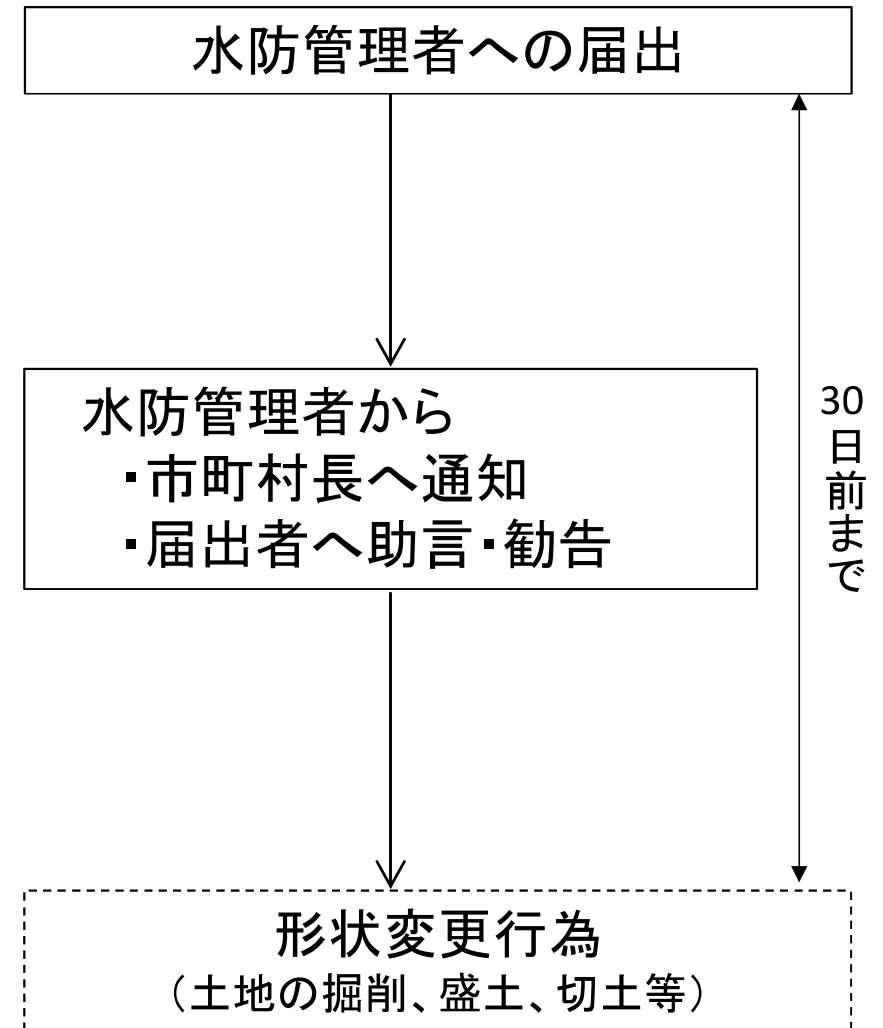 水防管理者への届出
水防管理者から
・市町村長へ通知
・届出者へ助言・勧告
30日前まで
形状変更行為
（土地の掘削、盛土、切土等）